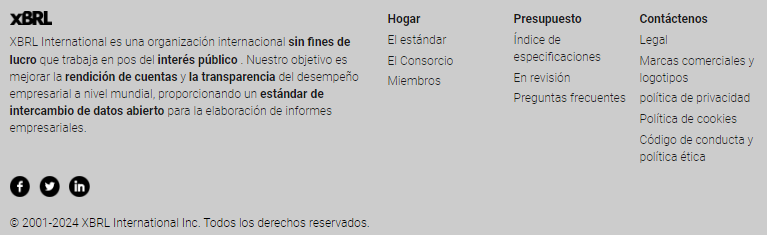 XBRL
XBRL International es una organización internacional sin fines de
lucro que trabaja en pos del interés público . Nuestro objetivo es
mejorar la rendición de cuentas y la transparencia del desempeño
empresarial a nivel mundial, proporcionando un estándar de
intercambio de datos abierto para la elaboración de informes
empresariales.
Hogar
El estándar
El Consorcio
Miembros
Presupuesto
Índice de
especificaciones
En revisión
Preguntas frecuentes
Contáctenos
Legal
Marcas comerciales y
logotipos
política de privacidad
Política de cookies
Código de conducta y
política ética
© 2001-2024 XBRL International Inc. Todos los derechos reservados.